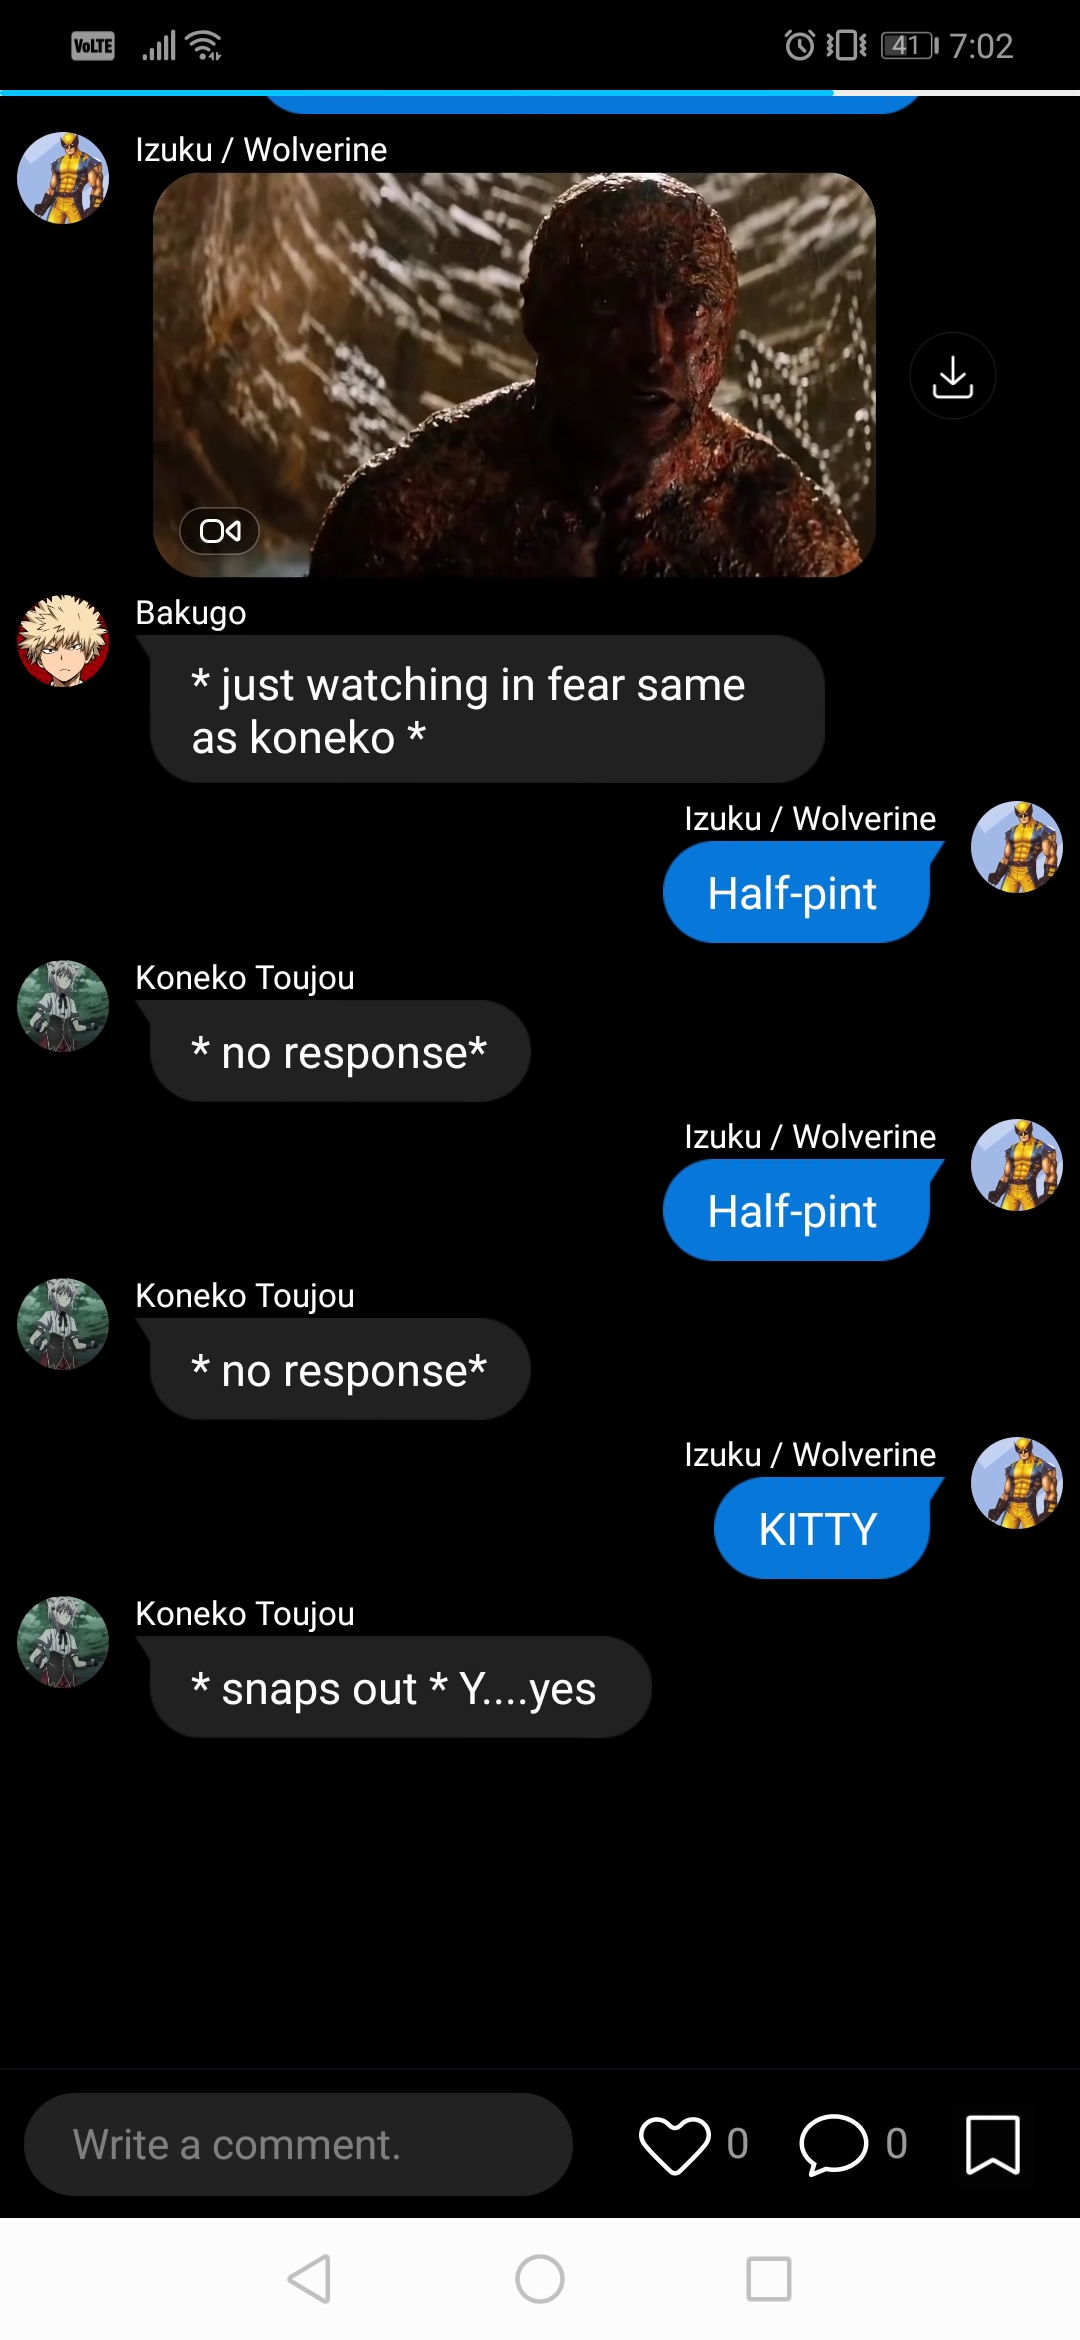 VoLTE 41 7:02
Izuku / Wolverine
Bakugo
* just watching in fear same
as koneko *
Izuku / Wolverine
Half-pint
Koneko Toujou
* no response*
Izuku / Wolverine
Half-pint
Koneko Toujou
* no response*
Izuku / Wolverine
KITTY
Koneko Toujou
* snaps out * Y....yes
Write a comment. 0 0